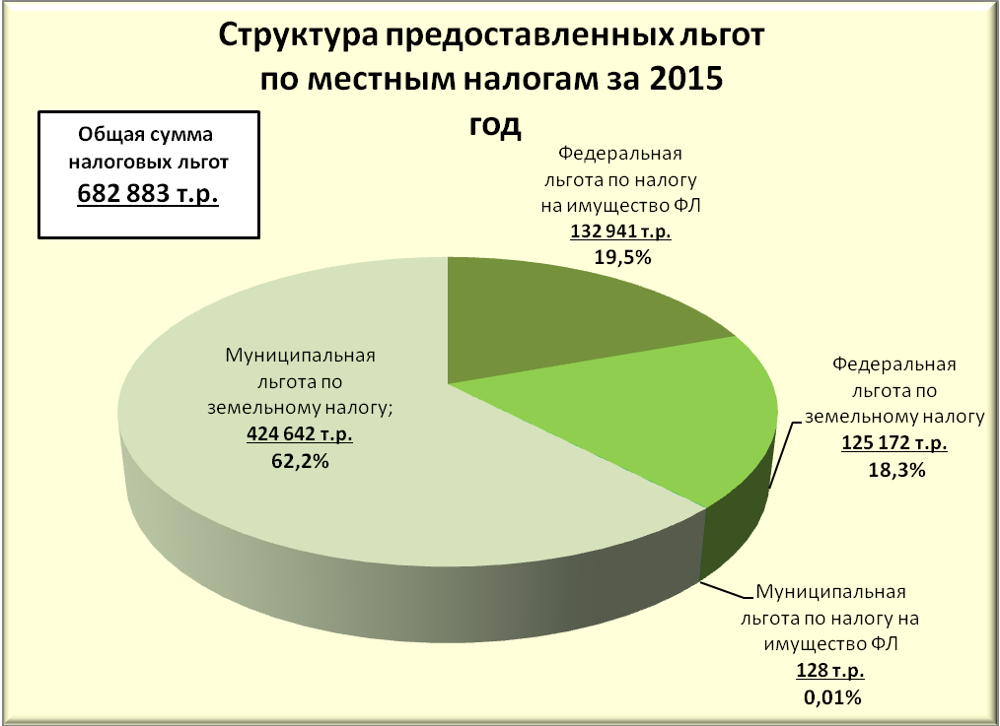 Структура предоставленных льгот
по местным налогам за 2015
год
Общая сумма
налоговых льгот
682 883 т.р.
Федеральная
льгота по налогу
на имущество ФЛ
132 941 т.р.
19,5%
Муниципальная
льгота по
земельному налогу;
424 642 т.р.
62,2%
Федеральная
льгота по
земельному налогу
125 172 т.р.
18,3%
Муниципальная
льгота по налогу на
имущество ФЛ
128 т.р.
0,01%